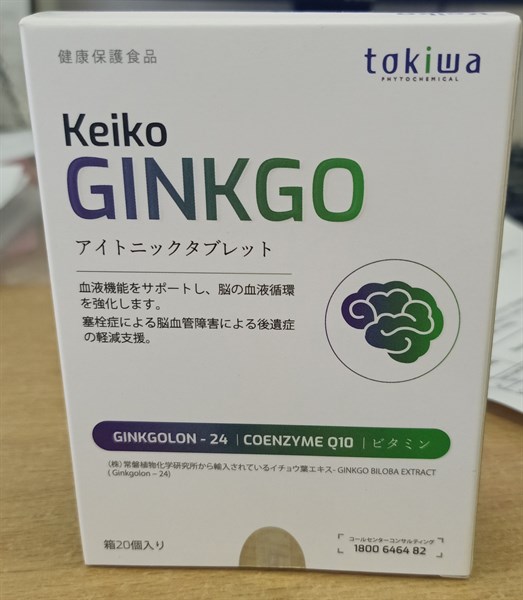 健康保護食品
tokiwa
PHYTOCHEMICAL
Keiko
GINKGO
アイトニックタブレット
血液機能をサポートし、脳の血液循環
を強化します。
塞栓症による脳血管障害による後遺症
の軽減支援。
GINKGOLON - 24 | COENZYME Q10 | ビタミン
(株) 常磐植物化学研究所から輸入されているイチョウ葉エキス- GINKGO BILOBA EXTRACT
( Ginkgolon – 24)
箱20個入り
コールセンターコンサルティング
1800 6464 82